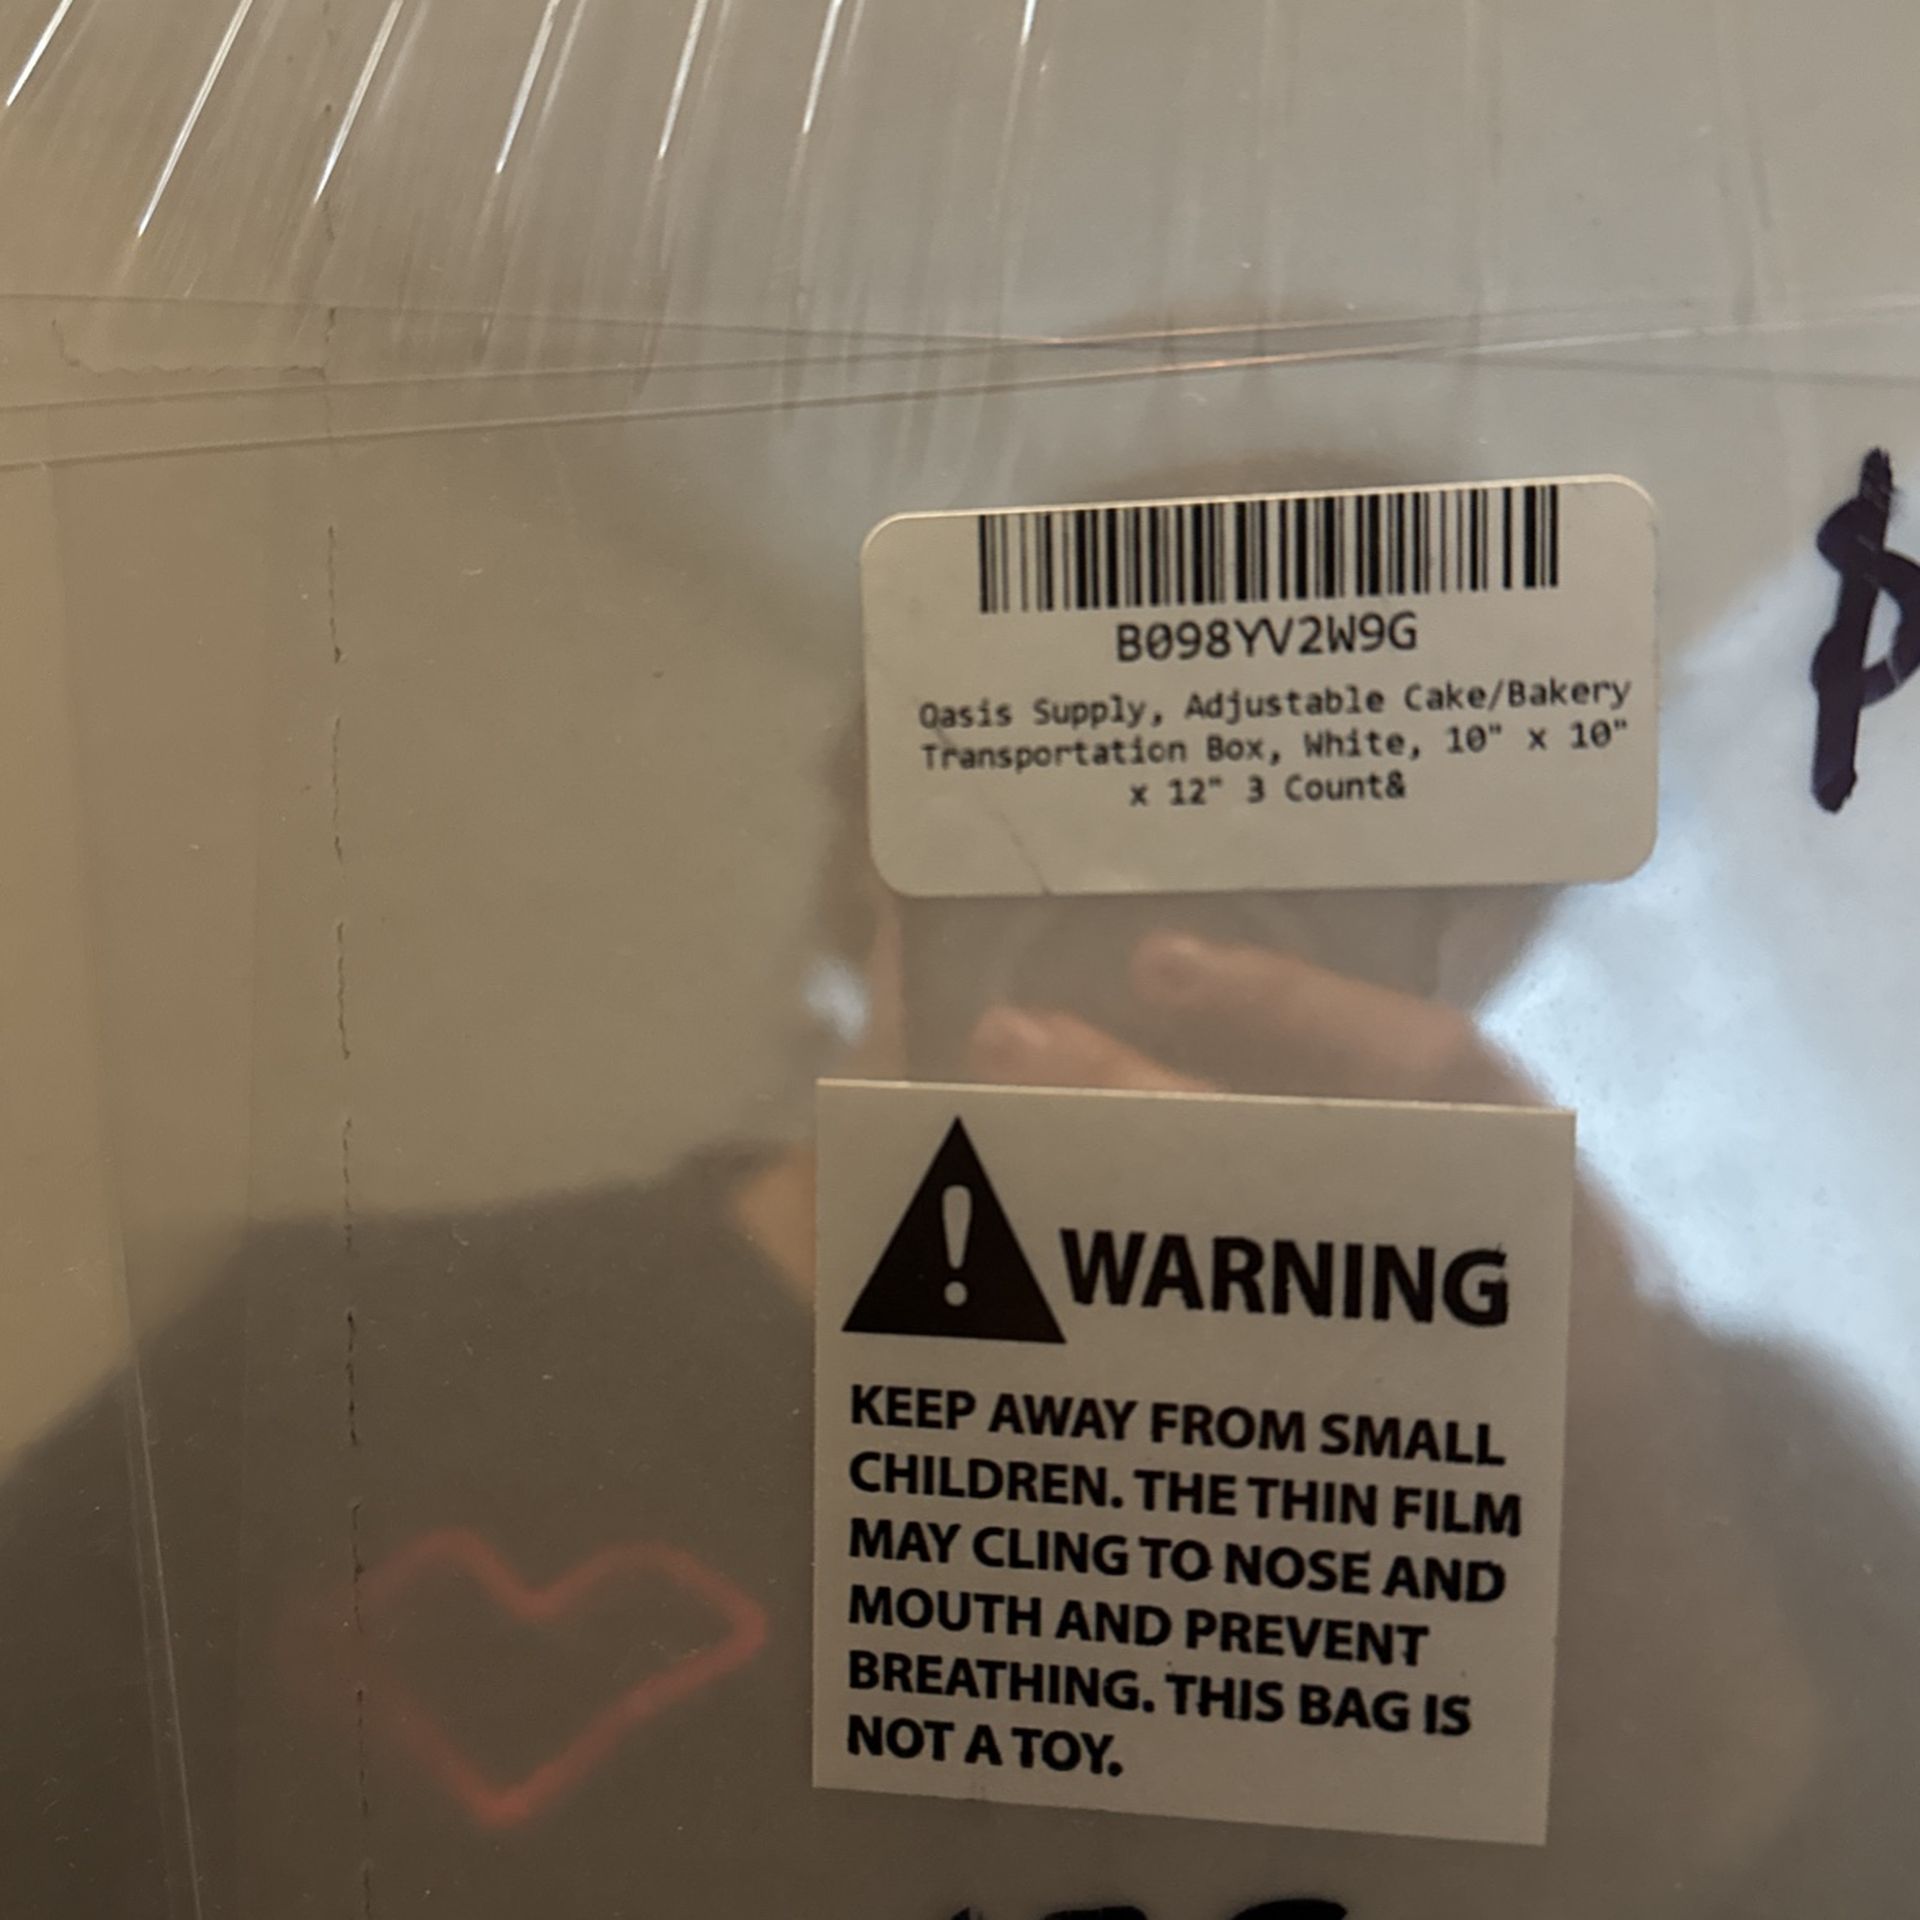 B098YV2W9G
Oasis Supply, Adjustable Cake/Bakery
Transportation Box, White, 10" x 10"
x 12" 3 Count&
WARNING
KEEP AWAY FROM SMALL
CHILDREN. THE THIN FILM
MAY CLING TO NOSE AND
MOUTH AND PREVENT
BREATHING. THIS BAG IS
NOT A TOY.